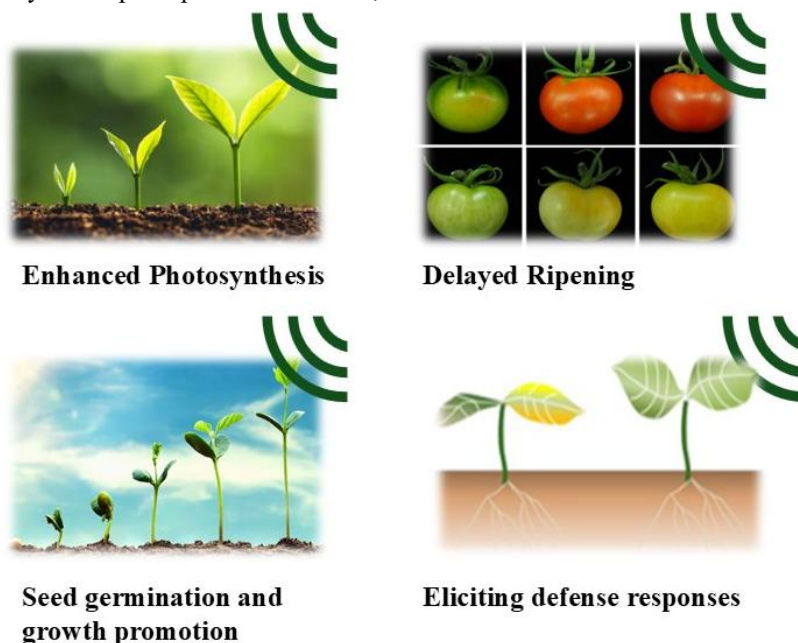 Enhanced Photosynthesis
Delayed Ripening
Seed germination and
growth promotion
Eliciting defense responses